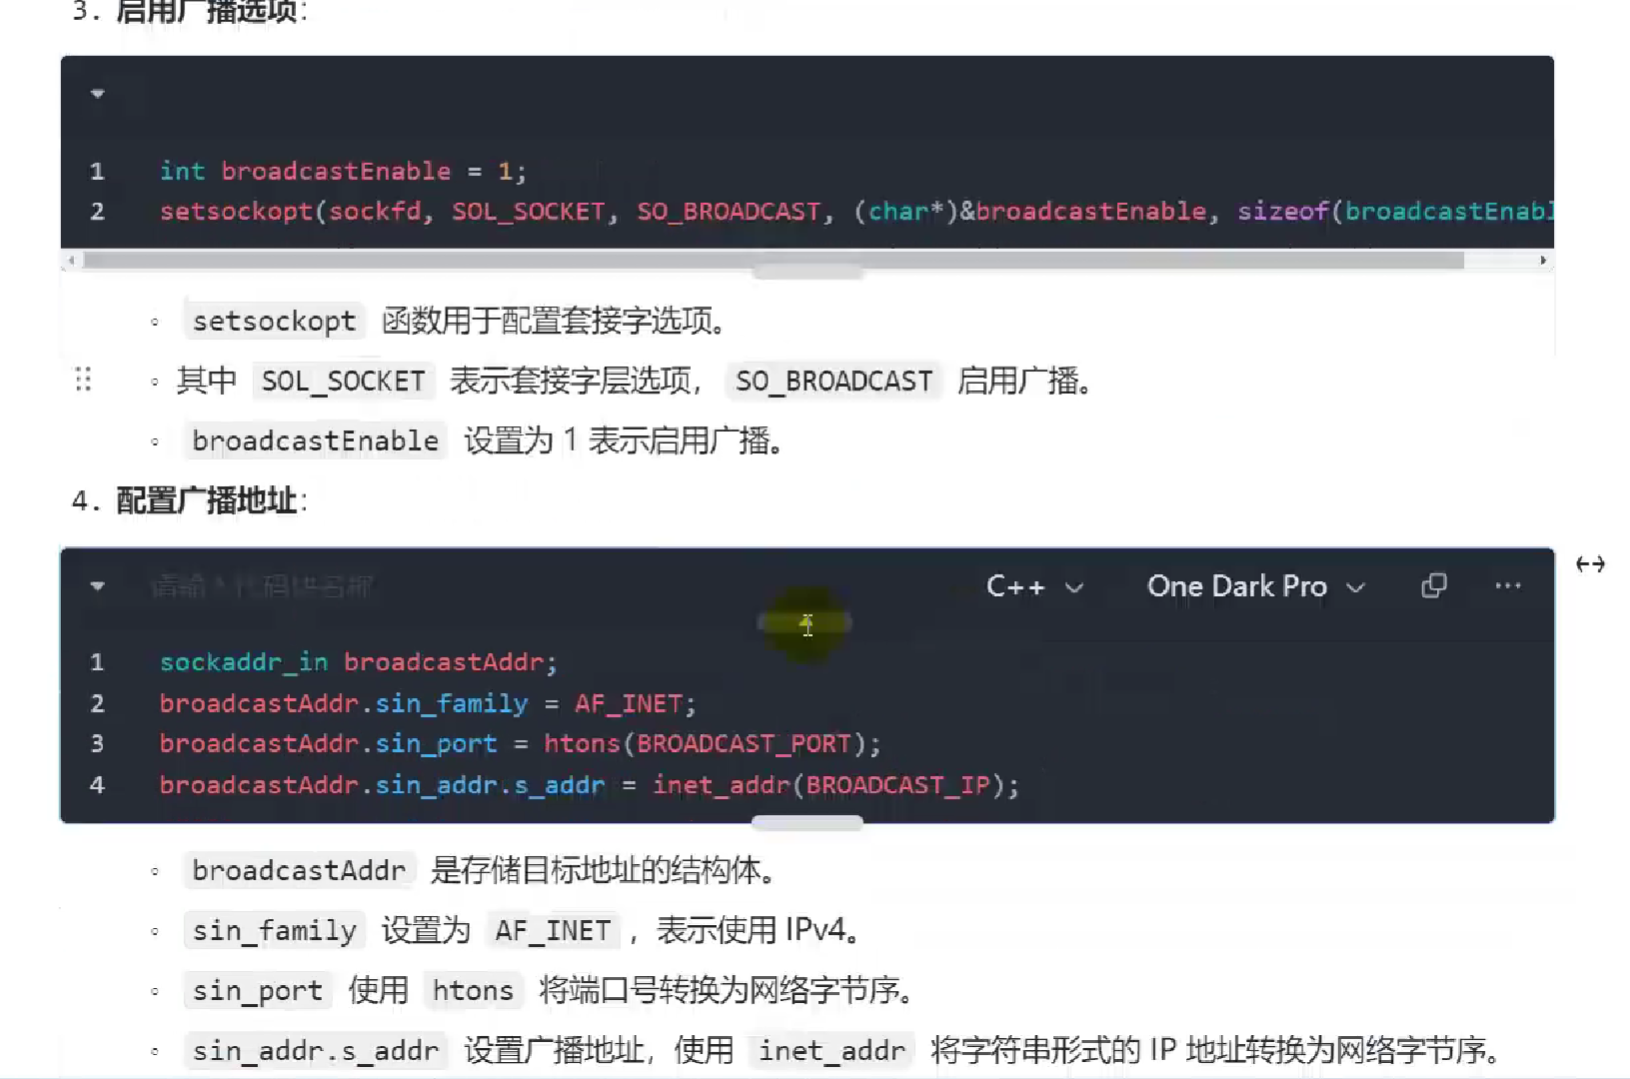 3. 启用广播选项:
1 int broadcastEnable = 1;
2 setsockopt(sockfd, SOL_SOCKET, SO_BROADCAST, (char*)&broadcastEnable, sizeof(broadcastEnabl
◦ setsockopt 函数用于配置套接字选项。
◦ 其中 SOL_SOCKET 表示套接字层选项， SO_BROADCAST 启用广播。
◦ broadcastEnable 设置为 1 表示启用广播。
4. 配置广播地址:
请输入代码块名称 C++ One Dark Pro
1 sockaddr_in broadcastAddr;
2 broadcastAddr.sin_family = AF_INET;
3 broadcastAddr.sin_port = htons(BROADCAST_PORT);
4 broadcastAddr.sin_addr.s_addr = inet_addr(BROADCAST_IP);
◦ broadcastAddr 是存储目标地址的结构体。
◦ sin_family 设置为 AF_INET ，表示使用 IPv4。
◦ sin_port 使用 htons 将端口号转换为网络字节序。
◦ sin_addr.s_addr 设置广播地址，使用 inet_addr 将字符串形式的 IP 地址转换为网络字节序。